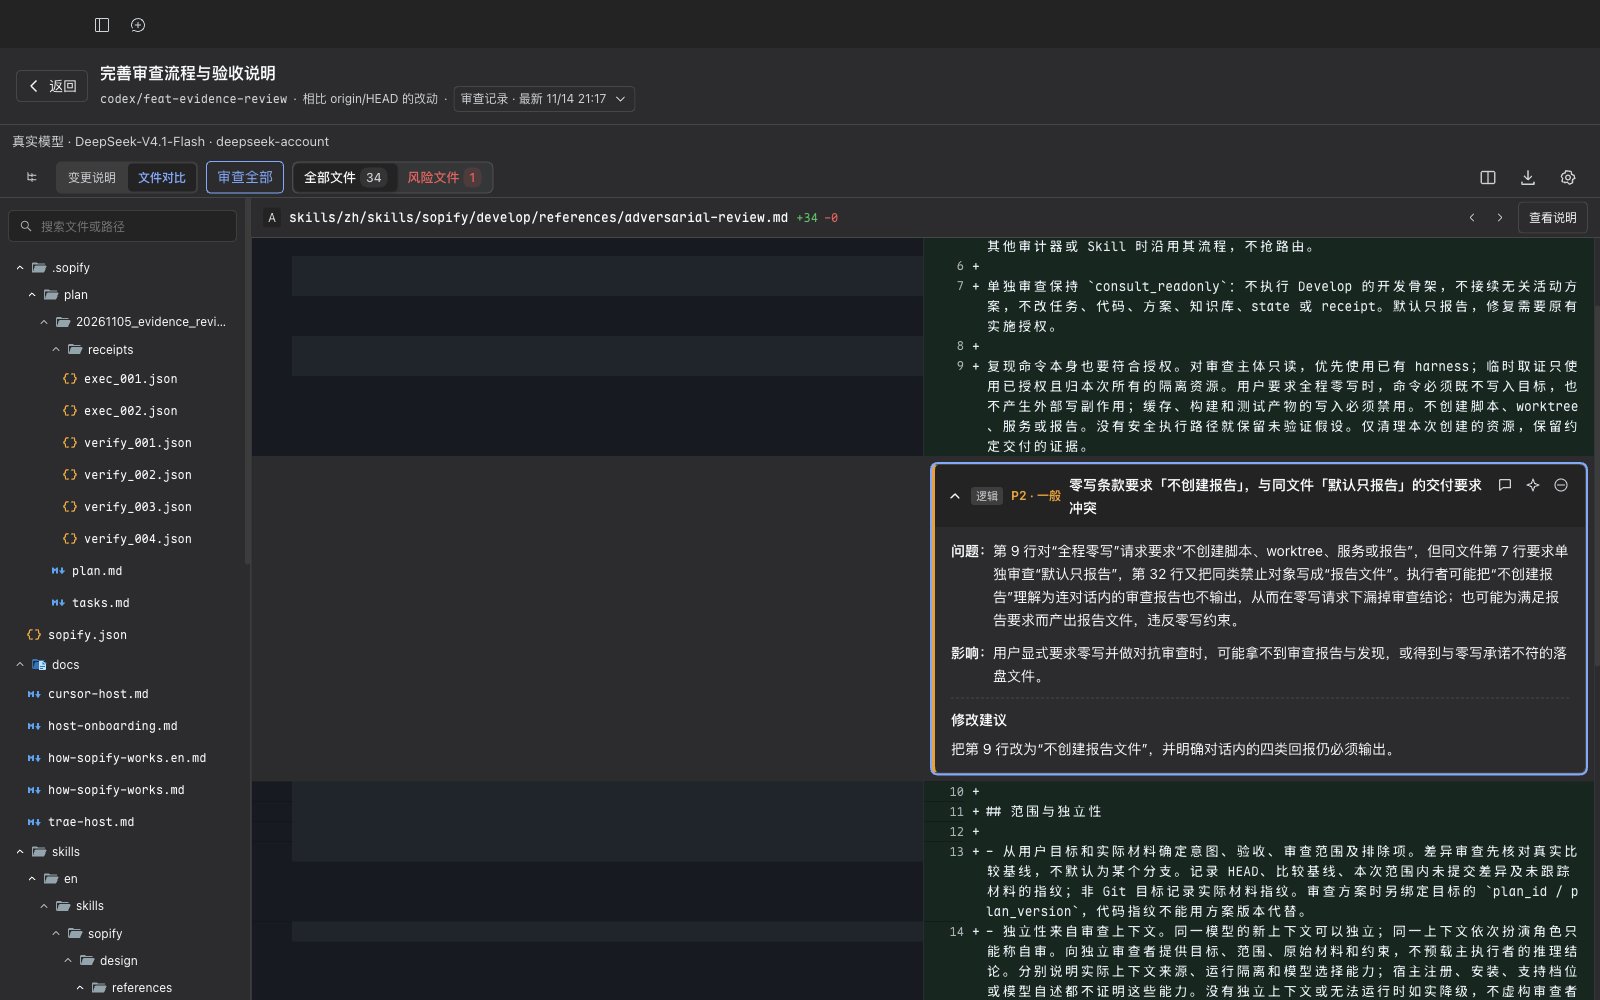 返回
完善审查流程与验收说明
codex/feat-evidence-review · 相比 origin/HEAD 的改动 · 审查记录 · 最新 11/14 21:17
真实模型 · DeepSeek-V4.1-Flash · deepseek-account
变更说明 文件对比 审查全部 全部文件 34 风险文件 1
搜索文件或路径
.sopify
plan
20261105_evidence_revi...
receipts
{} exec_001.json
{} exec_002.json
{} verify_001.json
{} verify_002.json
{} verify_003.json
{} verify_004.json
M↓ plan.md
M↓ tasks.md
{} sopify.json
docs
M↓ cursor-host.md
M↓ host-onboarding.md
M↓ how-sopify-works.en.md
M↓ how-sopify-works.md
M↓ trae-host.md
skills
en
skills
sopify
design
references
A skills/zh/skills/sopify/develop/references/adversarial-review.md +34 -0
查看说明
其他审计器或 Skill 时沿用其流程，不抢路由。
6 +
7 + 单独审查保持 `consult_readonly`：不执行 Develop 的开发骨架，不接续无关活动方
案，不改任务、代码、方案、知识库、state 或 receipt。默认只报告，修复需要原有
实施授权。
8 +
9 + 复现命令本身也要符合授权。对审查主体只读，优先使用已有 harness；临时取证只使
用已授权且归本次所有的隔离资源。用户要求全程零写时，命令必须既不写入目标，也
不产生外部写副作用；缓存、构建和测试产物的写入必须禁用。不创建脚本、worktree
、服务或报告。没有安全执行路径就保留未验证假设。仅清理本次创建的资源，保留约
定交付的证据。
逻辑 P2 · 一般 零写条款要求「不创建报告」，与同文件「默认只报告」的交付要求
冲突
问题： 第 9 行对“全程零写”请求要求“不创建脚本、worktree、服务或报告”，但同文件第 7 行要求单
独审查“默认只报告”，第 32 行又把同类禁止对象写成“报告文件”。执行者可能把“不创建报
告”理解为连对话内的审查报告也不输出，从而在零写请求下漏掉审查结论；也可能为满足报
告要求而产出报告文件，违反零写约束。
影响： 用户显式要求零写并做对抗审查时，可能拿不到审查报告与发现，或得到与零写承诺不符的落
盘文件。
修改建议
把第 9 行改为“不创建报告文件”，并明确对话内的四类回报仍必须输出。
10 +
11 + ## 范围与独立性
12 +
13 + - 从用户目标和实际材料确定意图、验收、审查范围及排除项。差异审查先核对真实比
较基线，不默认为某个分支。记录 HEAD、比较基线、本次范围内未提交差异及未跟踪
材料的指纹；非 Git 目标记录实际材料指纹。审查方案时另绑定目标的 `plan_id / p
lan_version`，代码指纹不能用方案版本代替。
14 + - 独立性来自审查上下文。同一模型的新上下文可以独立；同一上下文依次扮演角色只
能称自审。向独立审查者提供目标、范围、原始材料和约束，不预载主执行者的推理结
论。分别说明实际上下文来源、运行隔离和模型选择能力；宿主注册、安装、支持档位
或模型自述都不证明这些能力。没有独立上下文或无法运行时如实降级，不虚构审查者